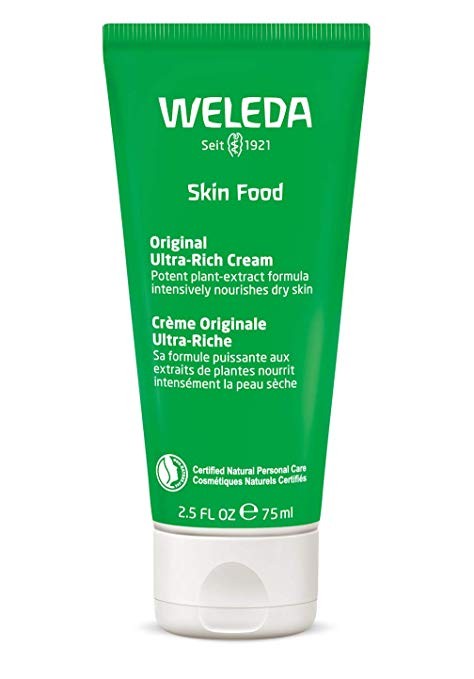 WELEDA
Seit 1921
Skin Food
Original
Ultra-Rich Cream
Potent plant-extract formula
intensively nourishes dry skin
Crème Originale
Ultra-Riche
Sa formule puissante aux
extraits de plantes nourrit
intensément la peau sèche
Certified Natural Personal Care
Cosmétiques Naturels Certifiés
2.5 FL OZ ℮ 75 ml